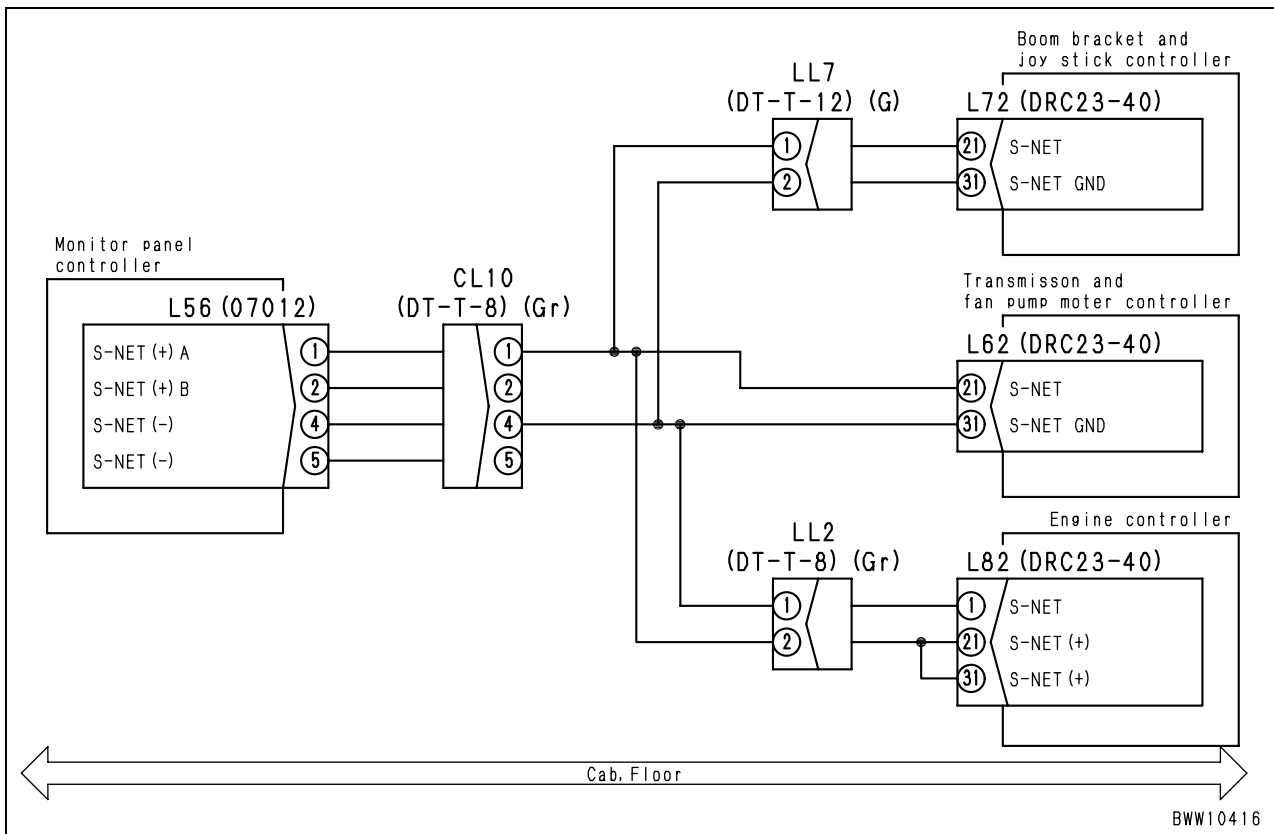 Boom bracket and
joy stick controller
LL7
(DT-T-12) (G)
L72 (DRC23-40)
1
2
21 S-NET
31 S-NET GND
Monitor panel
controller
L56 (07012)
S-NET (+) A 1
S-NET (+) B 2
S-NET (-) 4
S-NET (-) 5
CL10
(DT-T-8) (Gr)
1
2
4
5
Transmisson and
fan pump moter controller
L62 (DRC23-40)
21 S-NET
31 S-NET GND
Engine controller
LL2
(DT-T-8) (Gr)
L82 (DRC23-40)
1
2
1 S-NET
21 S-NET (+)
31 S-NET (+)
Cab, Floor
BWW10416